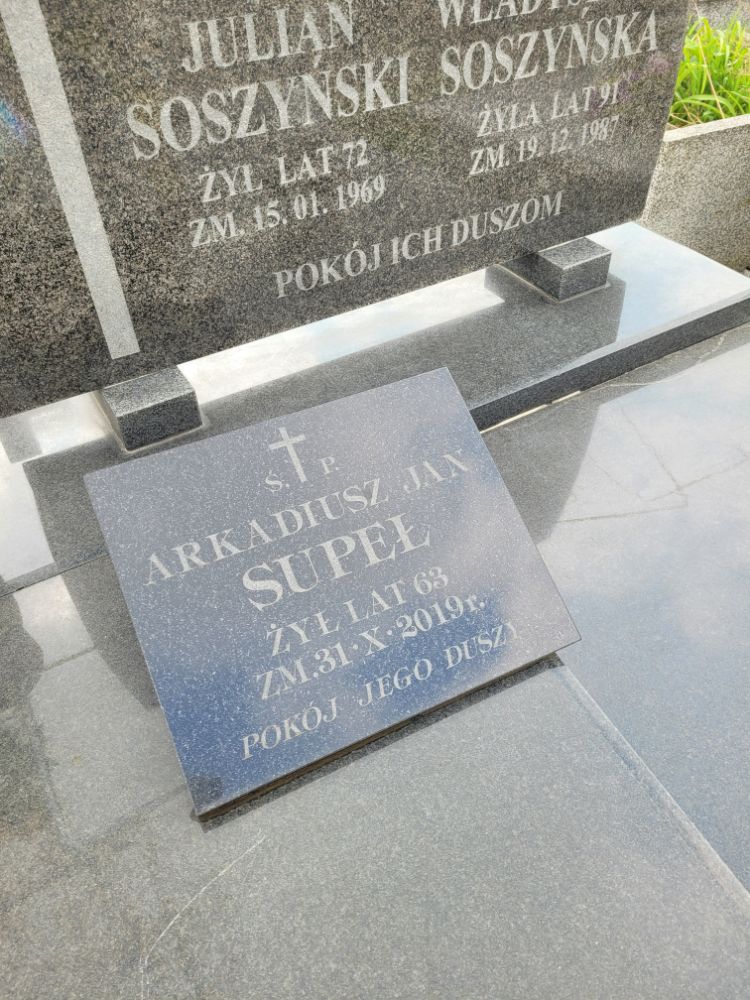 JULIAN
SOSZYŃSKI
ŻYŁ LAT 72
ZM. 15.01.1969
SOSZYŃSKA
ŻYŁA LAT 91
ZM. 19.12.1987
POKÓJ ICH DUSZOM
Ś. P.
ARKADIUSZ JAN
SUPEŁ
ŻYŁ LAT 63
ZM.31·X·2019r.
POKÓJ JEGO DUSZY